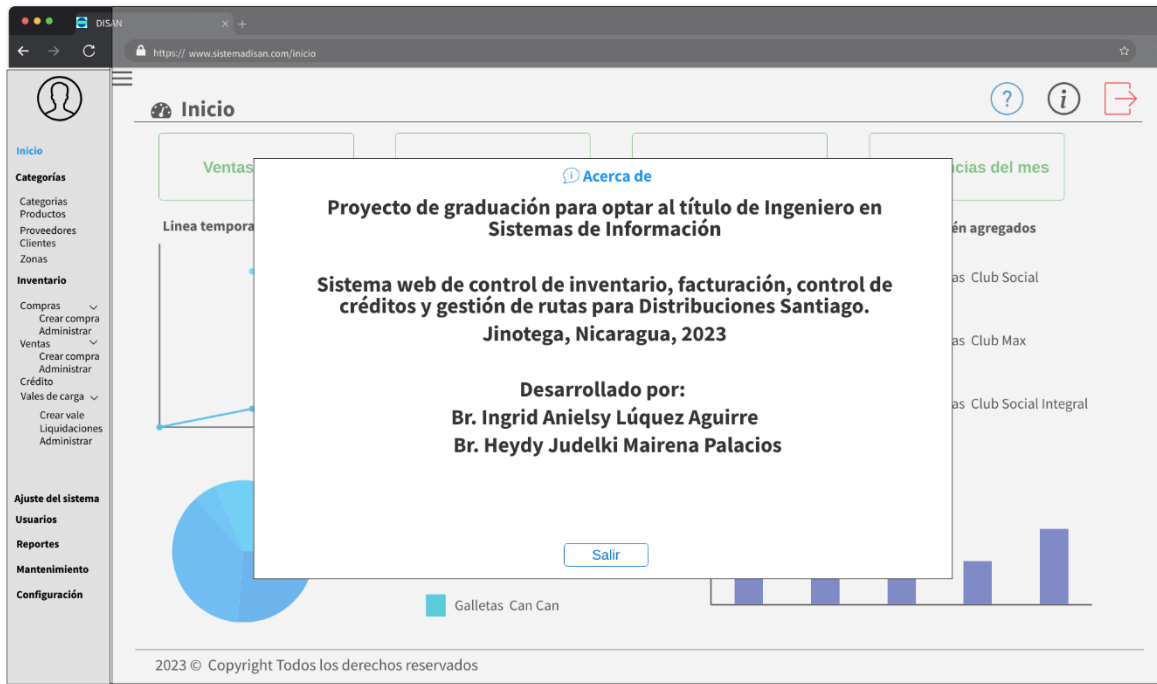 DISAN
https:// www.sistemadisan.com/inicio
Inicio
Inicio
Categorías
Categorias
Productos
Proveedores
Clientes
Zonas
Inventario
Compras
Crear compra
Administrar
Ventas
Crear compra
Administrar
Crédito
Vales de carga
Crear vale
Liquidaciones
Administrar
Ajuste del sistema
Usuarios
Reportes
Mantenimiento
Configuración
Ventas
cias del mes
Linea tempora
én agregados
as Club Social
as Club Max
as Club Social Integral
Acerca de
Proyecto de graduación para optar al título de Ingeniero en
Sistemas de Información
Sistema web de control de inventario, facturación, control de
créditos y gestión de rutas para Distribuciones Santiago.
Jinotega, Nicaragua, 2023
Desarrollado por:
Br. Ingrid Anielsy Lúquez Aguirre
Br. Heydy Judelki Mairena Palacios
Salir
Galletas Can Can
2023 © Copyright Todos los derechos reservados